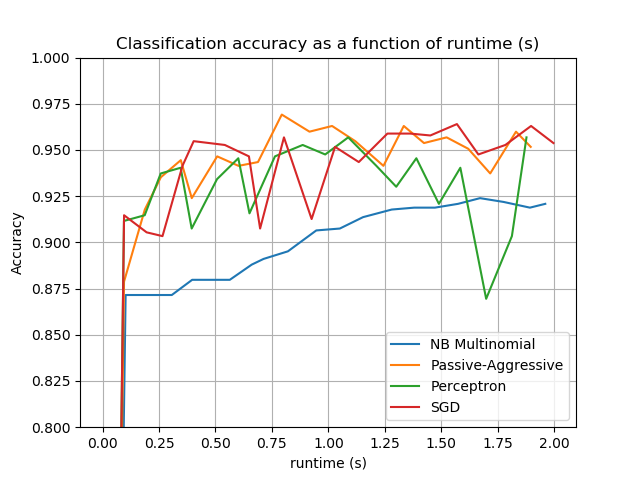 Classification accuracy as a function of runtime (s)
1.000
0.975
0.950
0.925
0.900
0.875
0.850
0.825
0.800
Accuracy
NB Multinomial
Passive-Aggressive
Perceptron
SGD
0.00 0.25 0.50 0.75 1.00 1.25 1.50 1.75 2.00
runtime (s)